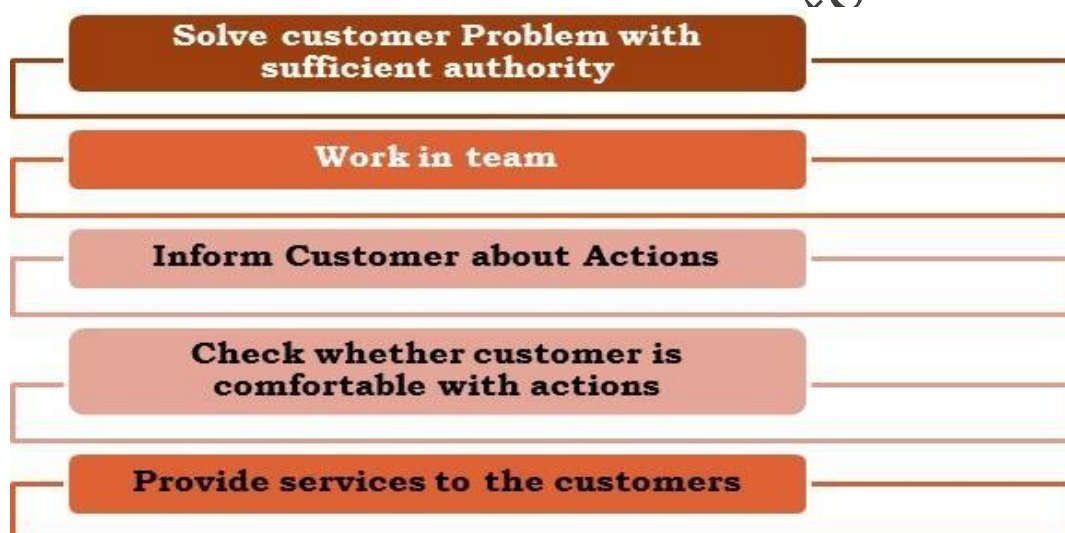 Solve customer Problem with
sufficient authority
Work in team
Inform Customer about Actions
Check whether customer is
comfortable with actions
Provide services to the customers